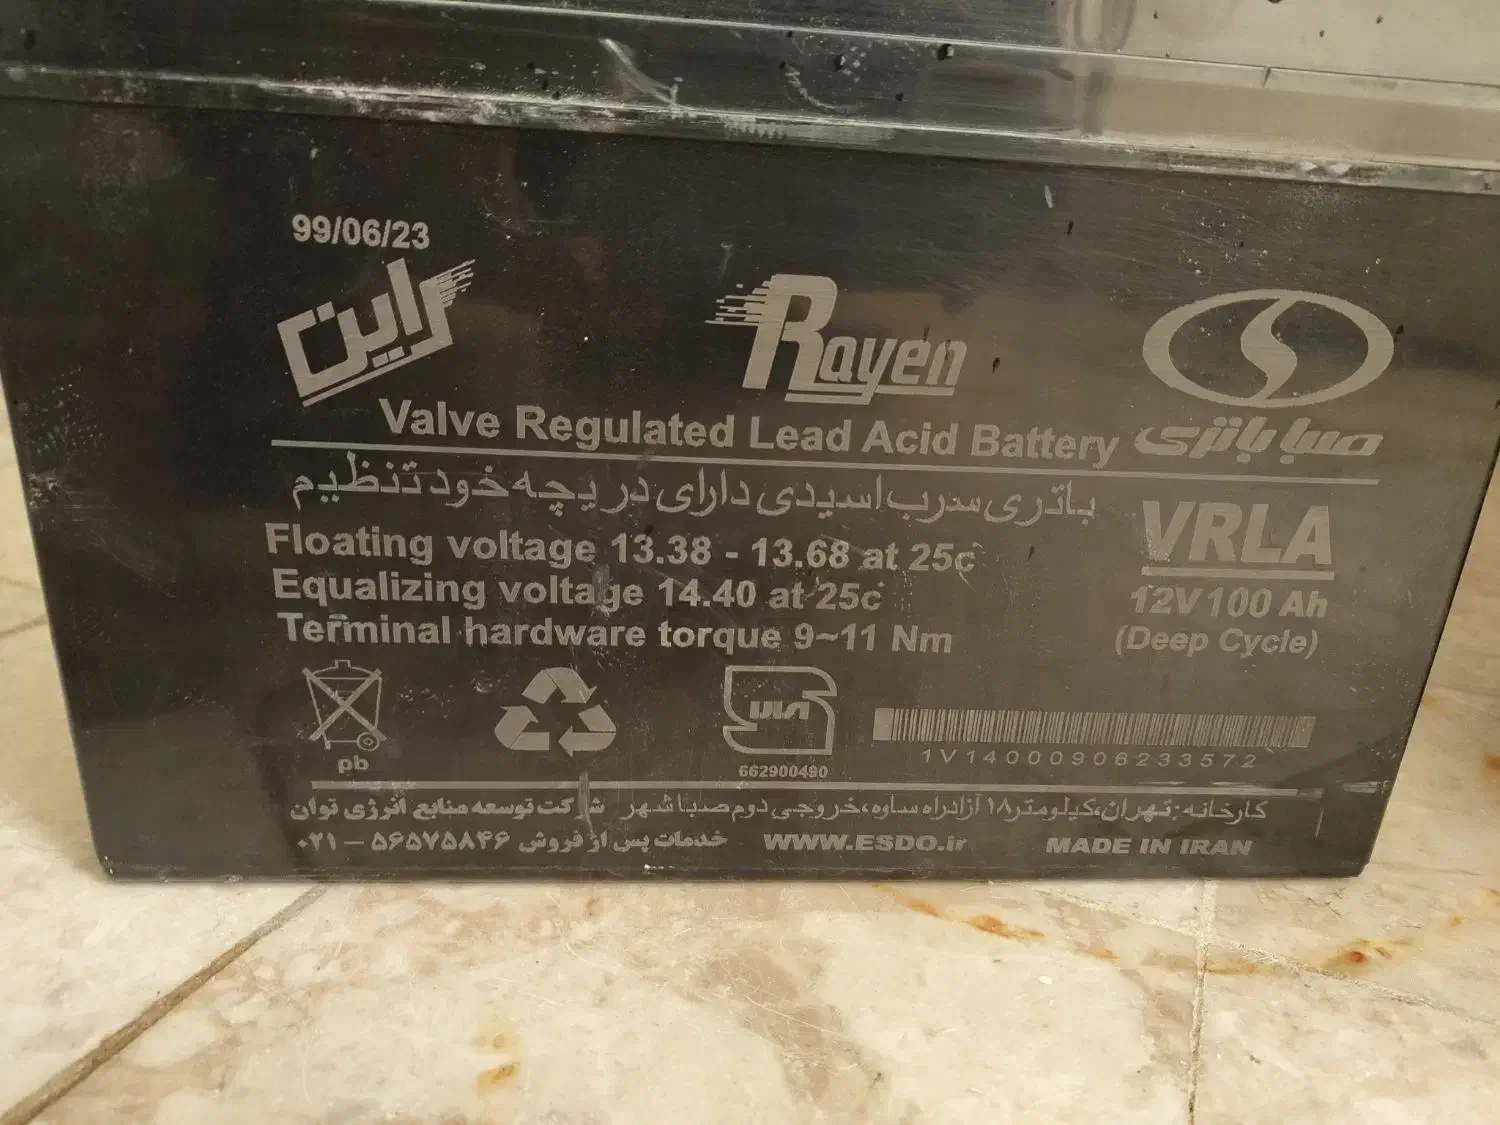 99/06/23
راین
Rayen
صبا باتری
Valve Regulated Lead Acid Battery
باتری سرب اسیدی دارای دریچه خود تنظیم
VRLA
Floating voltage 13.38 - 13.68 at 25c
Equalizing voltage 14.40 at 25c
12V 100 Ah
Terminal hardware torque 9~11 Nm
(Deep Cycle)
pb
662900490
1V14000906233572
کارخانه: تهران،کیلومتر۱۸ آزادراه ساوه،خروجی دوم صبا شهر شرکت توسعه منابع انرژی توان
MADE IN IRAN WWW.ESDO.ir خدمات پس از فروش ۵۶۵۷۵۸۴۶ – ۰۲۱